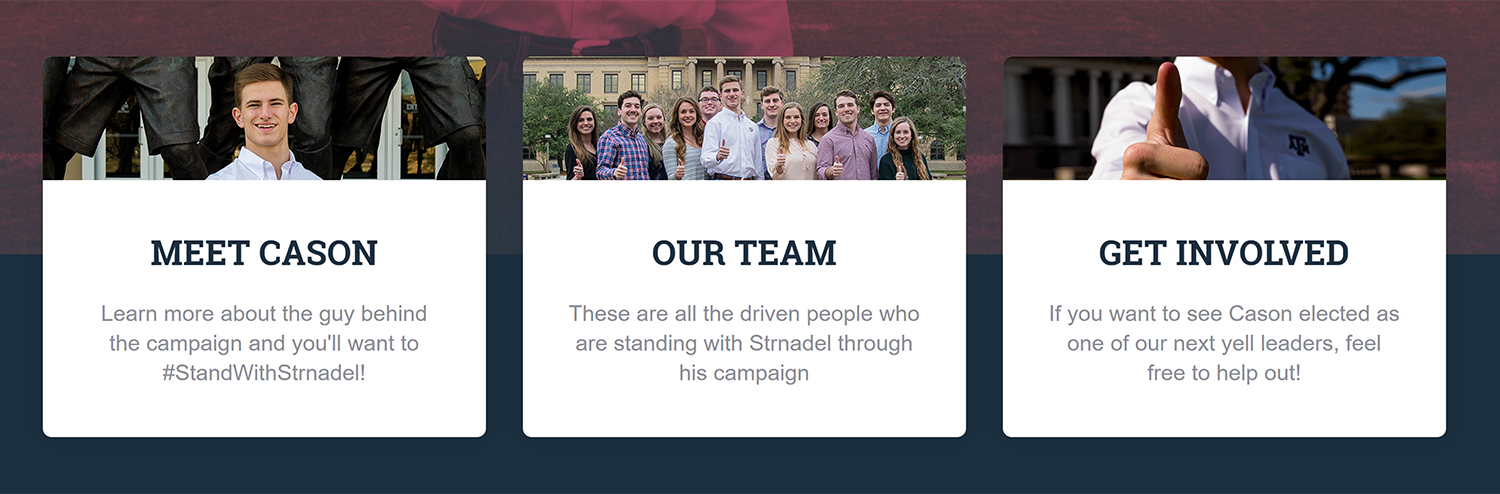 MEET CASON
Learn more about the guy behind
the campaign and you'll want to
#StandWithStrnadel!
OUR TEAM
These are all the driven people who
are standing with Strnadel through
his campaign
ATM
GET INVOLVED
If you want to see Cason elected as
one of our next yell leaders, feel
free to help out!